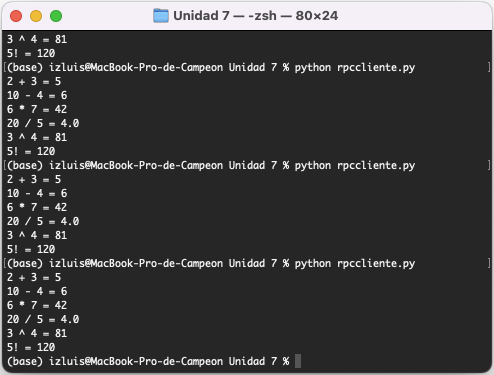 Unidad 7 — -zsh — 80×24
3 ^ 4 = 81
5! = 120
[(base) izluis@MacBook-Pro-de-Campeon Unidad 7 % python rpccliente.py ]
2 + 3 = 5
10 - 4 = 6
6 * 7 = 42
20 / 5 = 4.0
3 ^ 4 = 81
5! = 120
[(base) izluis@MacBook-Pro-de-Campeon Unidad 7 % python rpccliente.py ]
2 + 3 = 5
10 - 4 = 6
6 * 7 = 42
20 / 5 = 4.0
3 ^ 4 = 81
5! = 120
[(base) izluis@MacBook-Pro-de-Campeon Unidad 7 % python rpccliente.py ]
2 + 3 = 5
10 - 4 = 6
6 * 7 = 42
20 / 5 = 4.0
3 ^ 4 = 81
5! = 120
(base) izluis@MacBook-Pro-de-Campeon Unidad 7 %